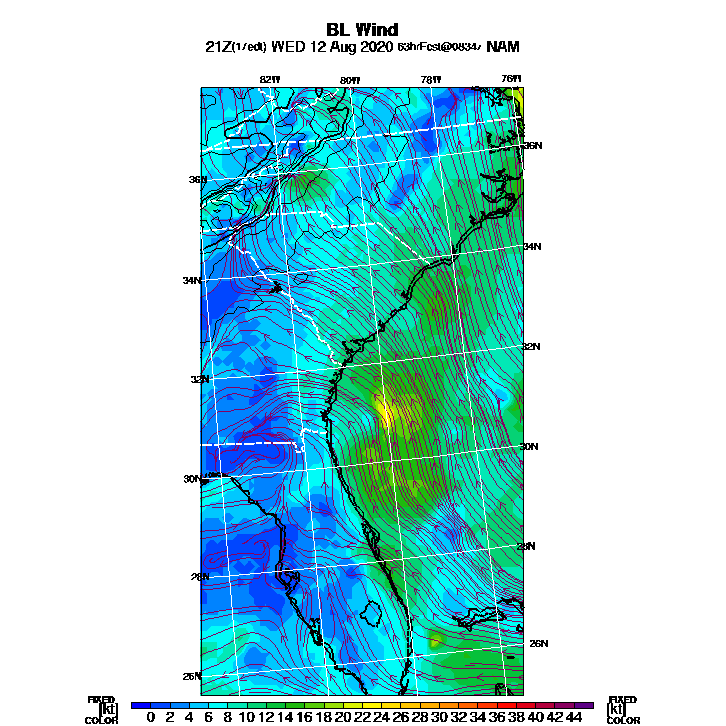 BL Wind
21Z(17edt) WED 12 Aug 2020 63hrFcst@0834z NAM
82W 80W 78W 76W
36N
36N
34N
34N
32N
32N
30N
30N
28N
28N
26N
26N
FIXED FIXED
[kt] 0 2 4 6 8 10 12 14 16 18 20 22 24 26 28 30 32 34 36 38 40 42 44 [kt]
COLOR COLOR